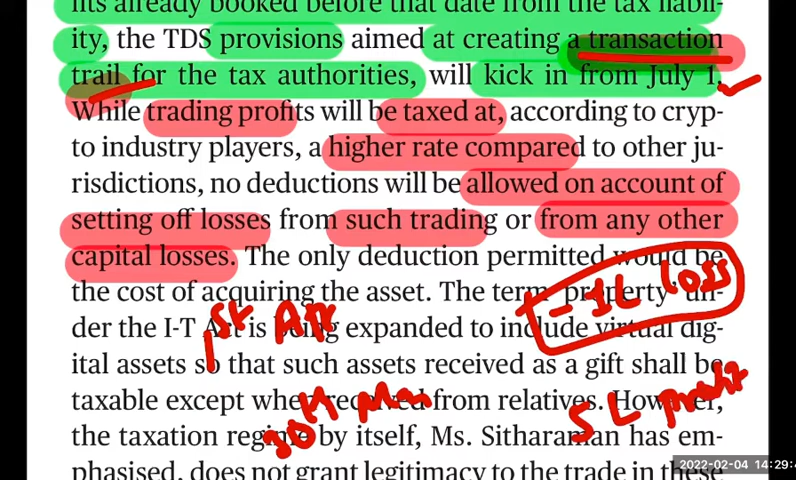 fits already booked before that date from the tax liabil-
ity, the TDS provisions aimed at creating a transaction
trail for the tax authorities, will kick in from July 1.
While trading profits will be taxed at, according to cryp-
to industry players, a higher rate compared to other ju-
risdictions, no deductions will be allowed on account of
setting off losses from such trading or from any other
capital losses. The only deduction permitted would be
the cost of acquiring the asset. The term 'property' un-
- 1L loss
der the I-T Act is being expanded to include virtual dig-
1st Apr
ital assets so that such assets received as a gift shall be
taxable except when received from relatives. However,
5 L profit
the taxation regime by itself, Ms. Sitharaman has em-
phasised, does not grant legitimacy to the trade in these
2022-02-04 14:29:4